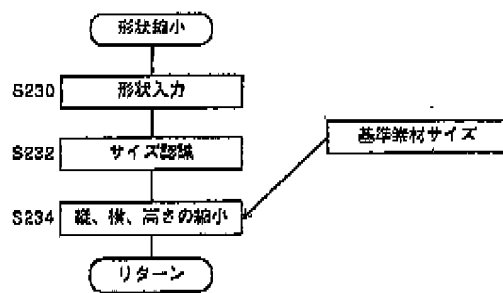 形状縮小
S230 形状入力
S232 サイズ認識
基準素材サイズ
S234 縦、横、高さの縮小
リターン